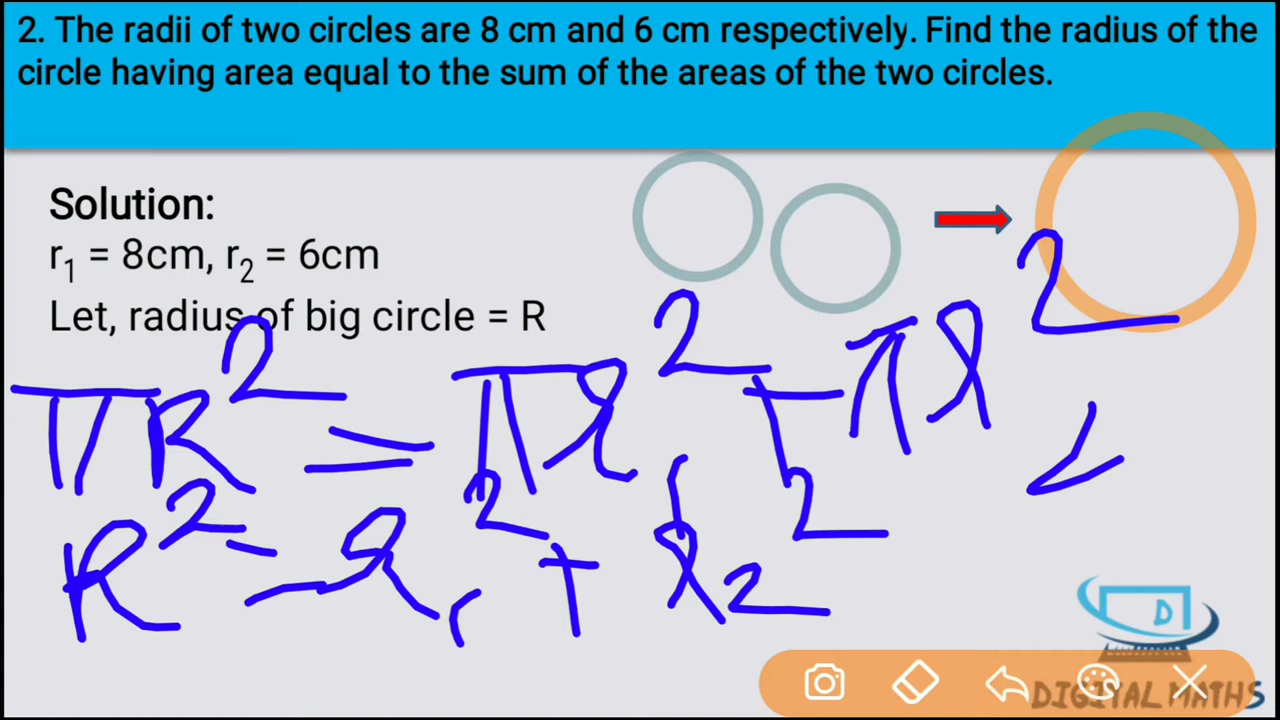 2. The radii of two circles are 8 cm and 6 cm respectively. Find the radius of the
circle having area equal to the sum of the areas of the two circles.
Solution:
r₁ = 8cm, r₂ = 6cm
Let, radius of big circle = R
πR² = πr₁² + πr₂²
R² = r₁² + r₂²
D
DIGITAL MATHS